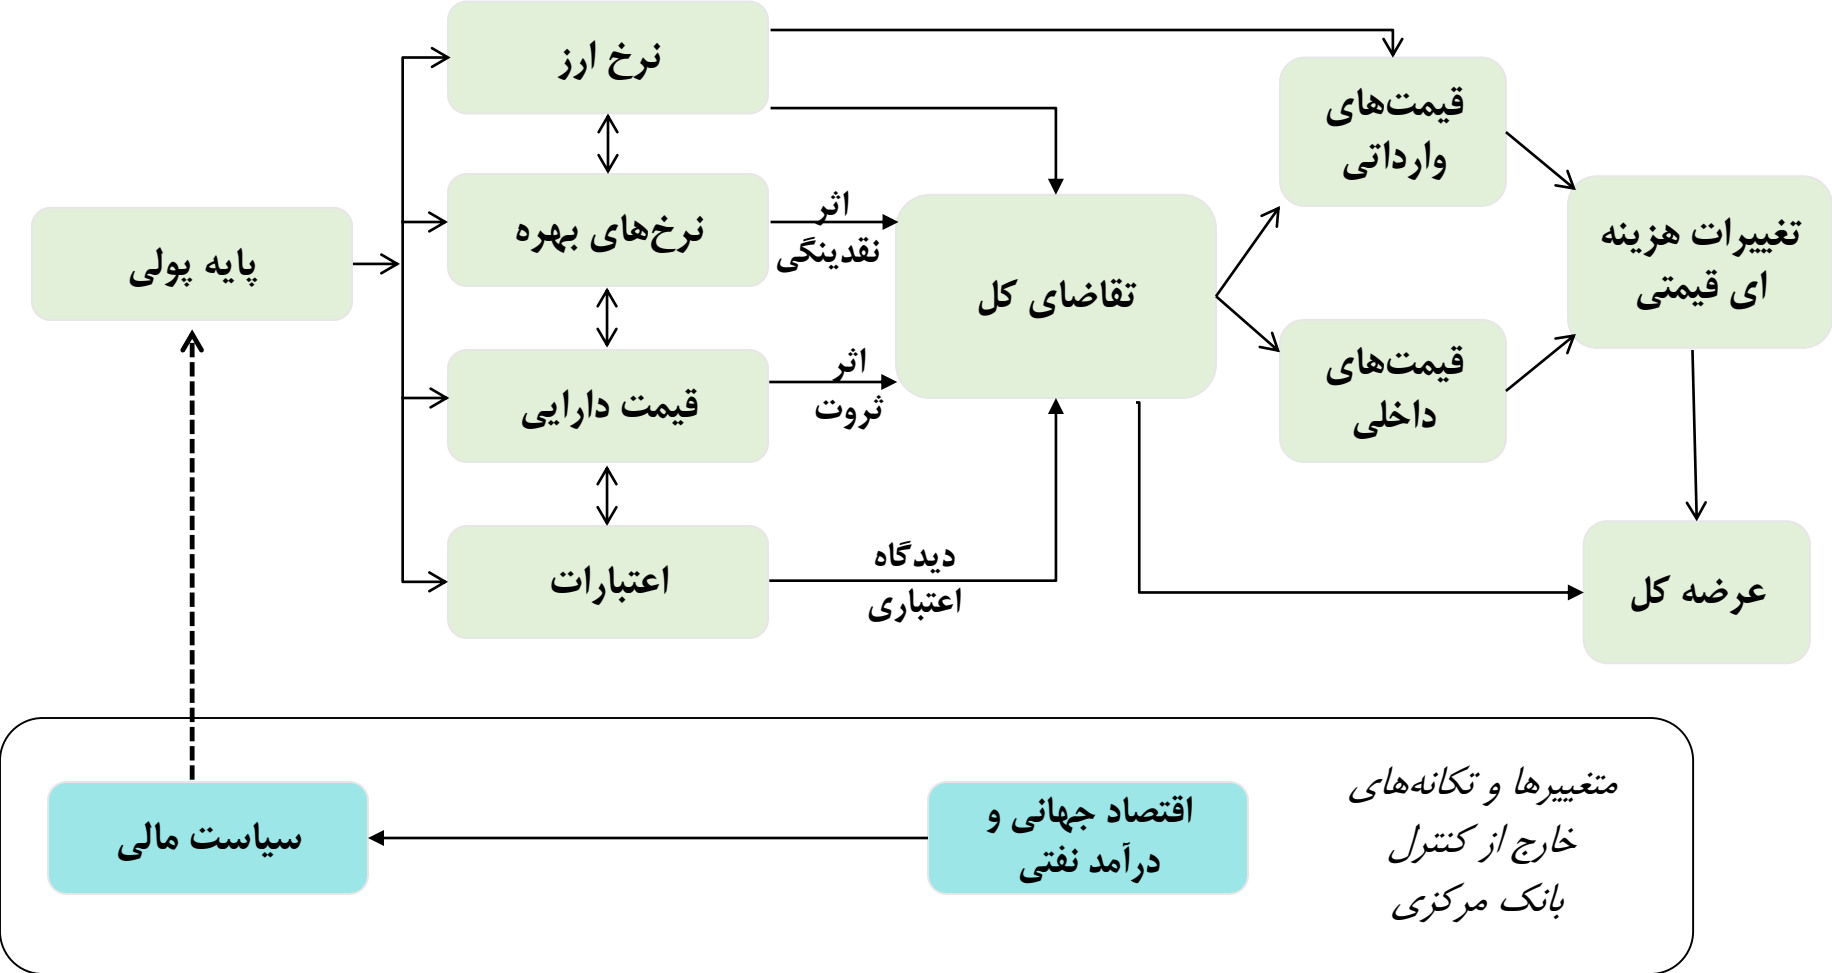 نرخ ارز
قیمت‌های
وارداتی
نرخ‌های بهره
اثر
نقدینگی
پایه پولی
تقاضای کل
تغییرات هزینه
ای قیمتی
قیمت دارایی
اثر
ثروت
قیمت‌های
داخلی
اعتبارات
دیدگاه
اعتباری
عرضه کل
متغییرها و تکانه‌های
خارج از کنترل
بانک مرکزی
اقتصاد جهانی و
درآمد نفتی
سیاست مالی